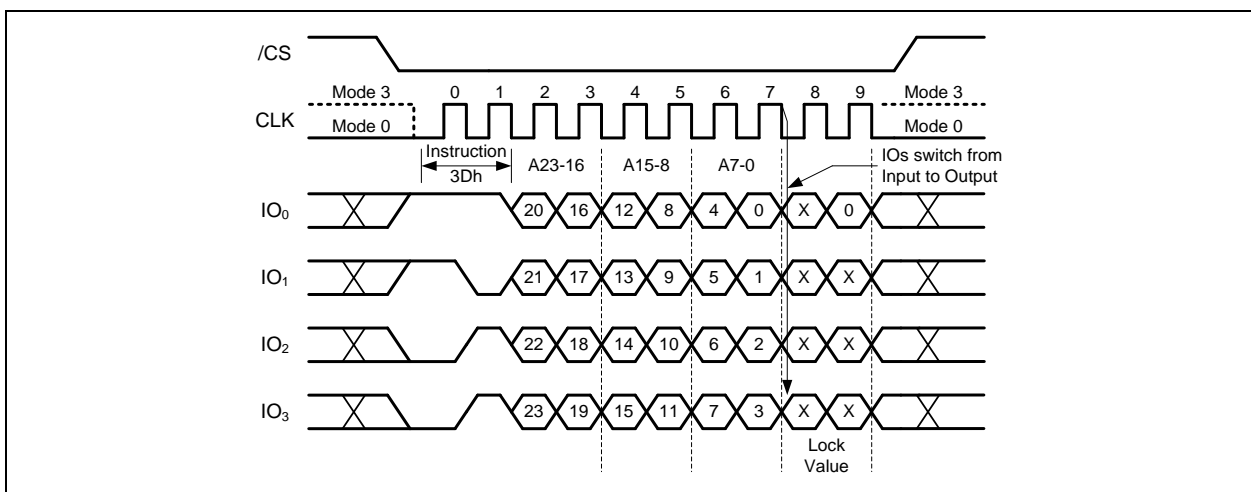 /CS
Mode 3 0 1 2 3 4 5 6 7 8 9 Mode 3
CLK
Mode 0 Mode 0
Instruction A23-16 A15-8 A7-0 IOs switch from
3Dh Input to Output
IO₀ 20 16 12 8 4 0 X 0
IO₁ 21 17 13 9 5 1 X X
IO₂ 22 18 14 10 6 2 X X
IO₃ 23 19 15 11 7 3 X X
Lock
Value